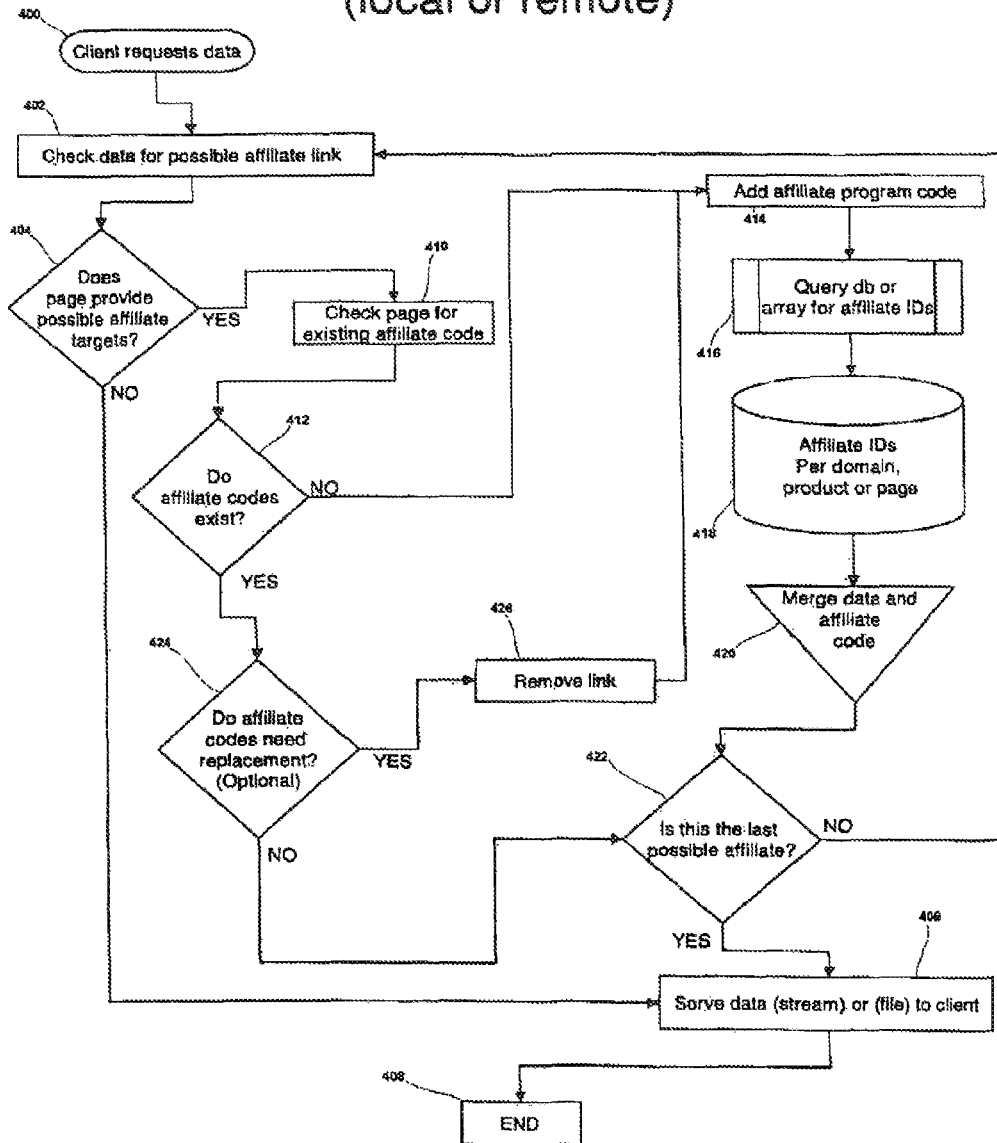 (local or remote)
400
Client requests data
402
Check data for possible affiliate link
404
Does
page provide
possible affiliate
targets?
YES
NO
410
Check page for
existing affiliate code
412
Do
affiliate codes
exist?
NO
YES
424
Do affiliate
codes need
replacement?
(Optional)
YES
NO
426
Remove link
Add affiliate program code
414
Query db or
array for affiliate IDs
416
Affiliate IDs
Per domain,
product or page
418
Merge data and
affiliate
code
420
422
Is this the last
possible affiliate?
NO
YES
406
Serve data (stream) or (file) to client
408
END